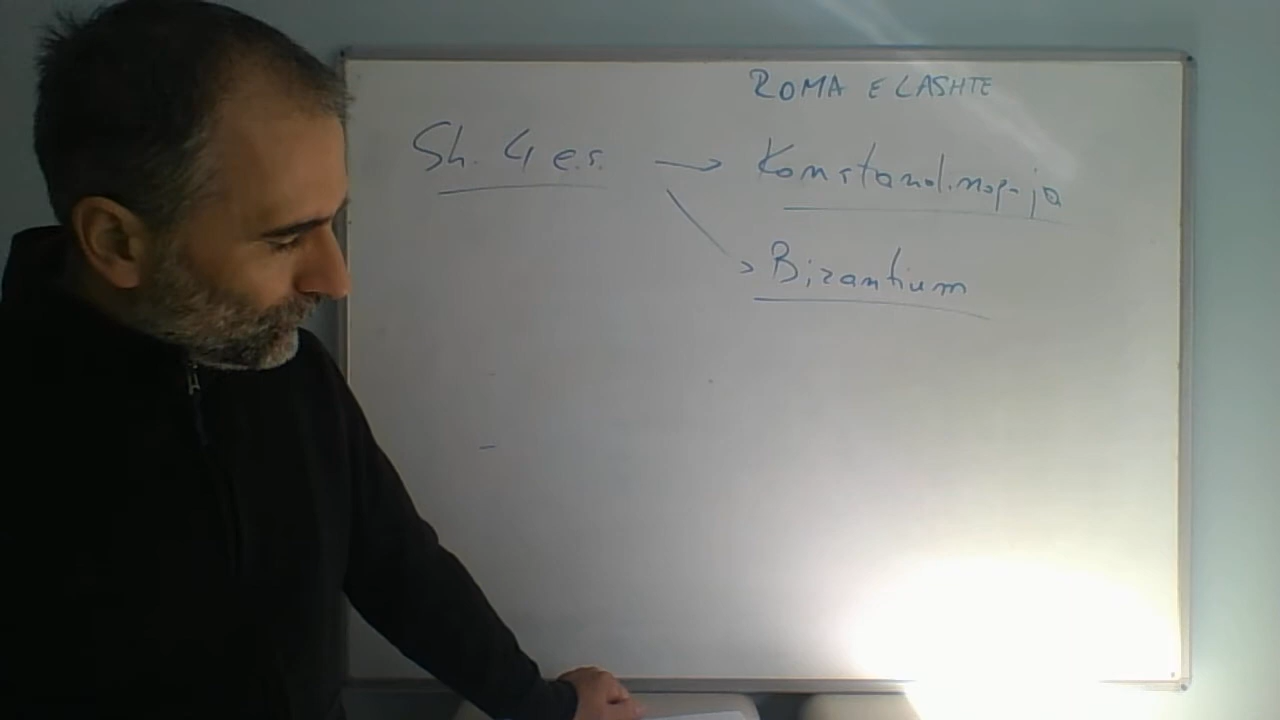 ROMA E LASHTE
Sh. 4 e.s. → Konstandinopoja
→ Bizantium